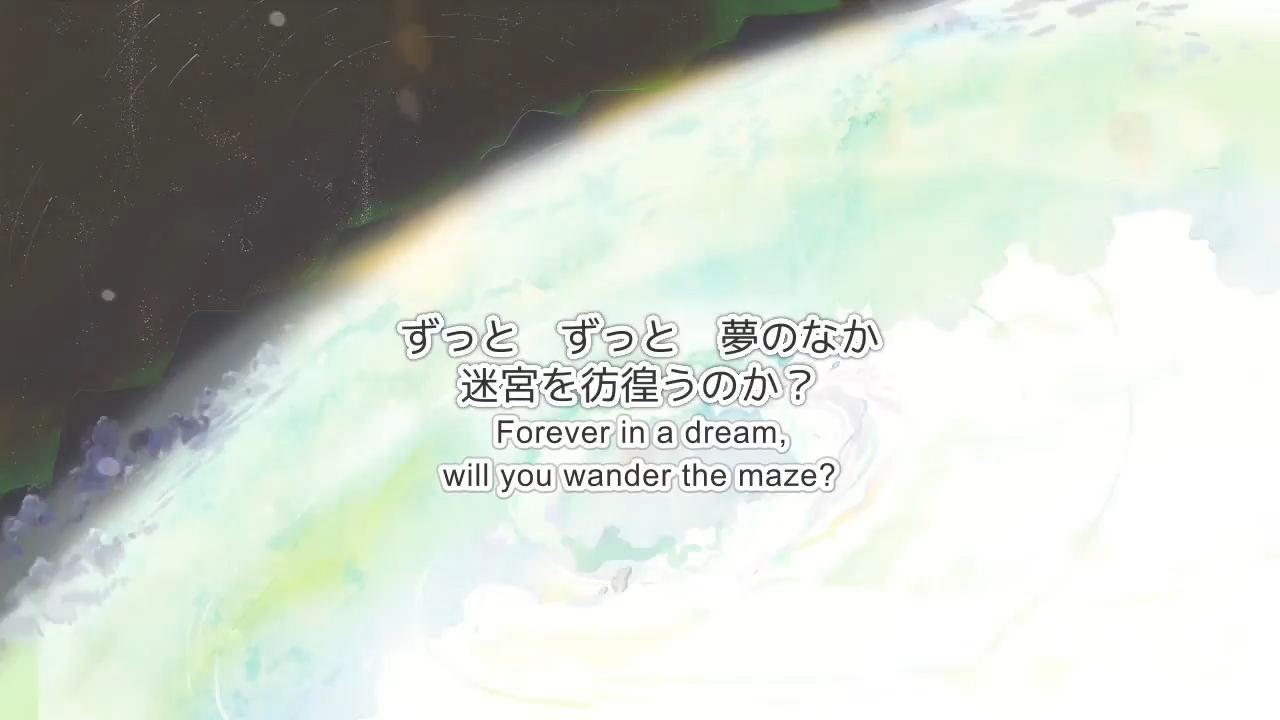 ずっと　ずっと　夢のなか
迷宮を彷徨うのか？
Forever in a dream,
will you wander the maze?